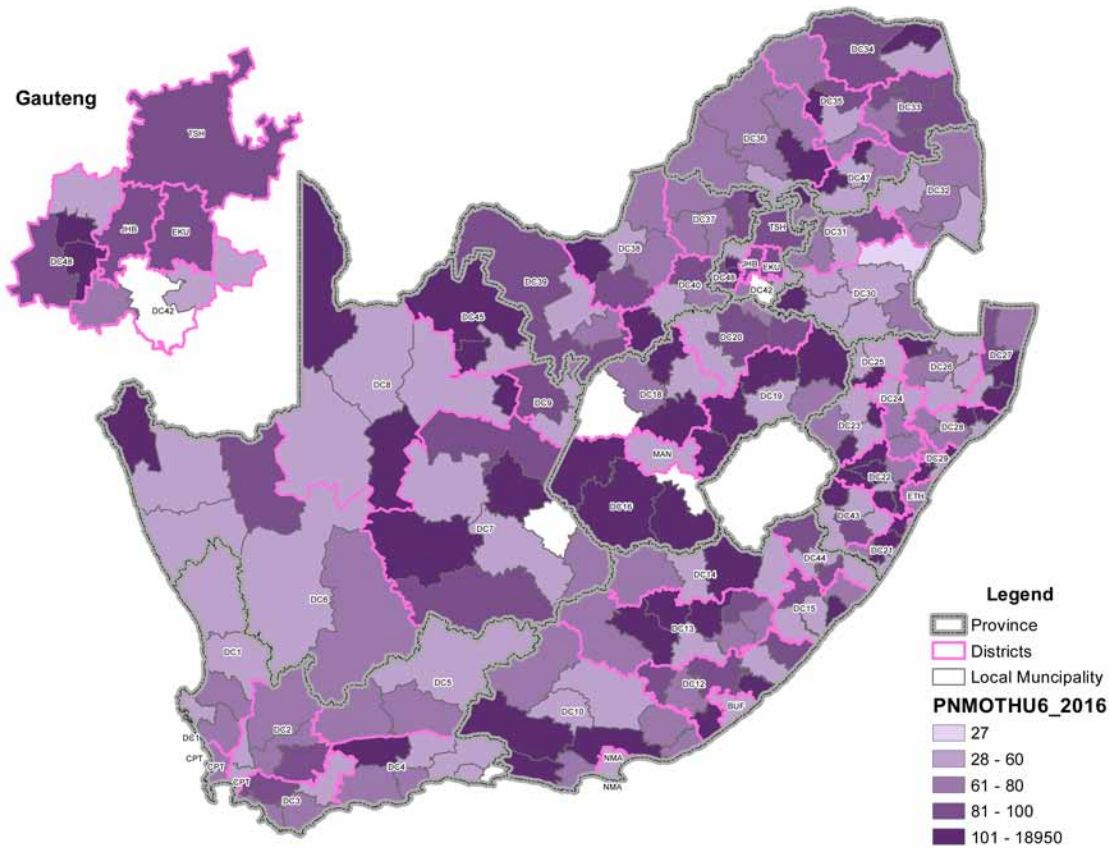 Gauteng
TSH
JHB
EKU
DC48
DC42
DC34
DC35
DC33
DC36
DC47
DC32
DC37
DC31
TSH
DC38
JHB
EKU
DC48
DC42
DC39
DC40
DC30
DC45
DC20
DC25
DC26
DC27
DC8
DC9
DC18
DC19
DC24
DC23
DC28
MAN
DC29
DC22
ETH
DC16
DC43
DC7
DC21
DC44
DC14
DC6
DC15
DC13
DC1
DC5
DC12
BUF
DC10
DC2
DC1
CPT
CPT
CPT
DC4
NMA
NMA
DC3
Legend
Province
Districts
Local Muncipality
PNMOTHU6_2016
27
28 - 60
61 - 80
81 - 100
101 - 18950